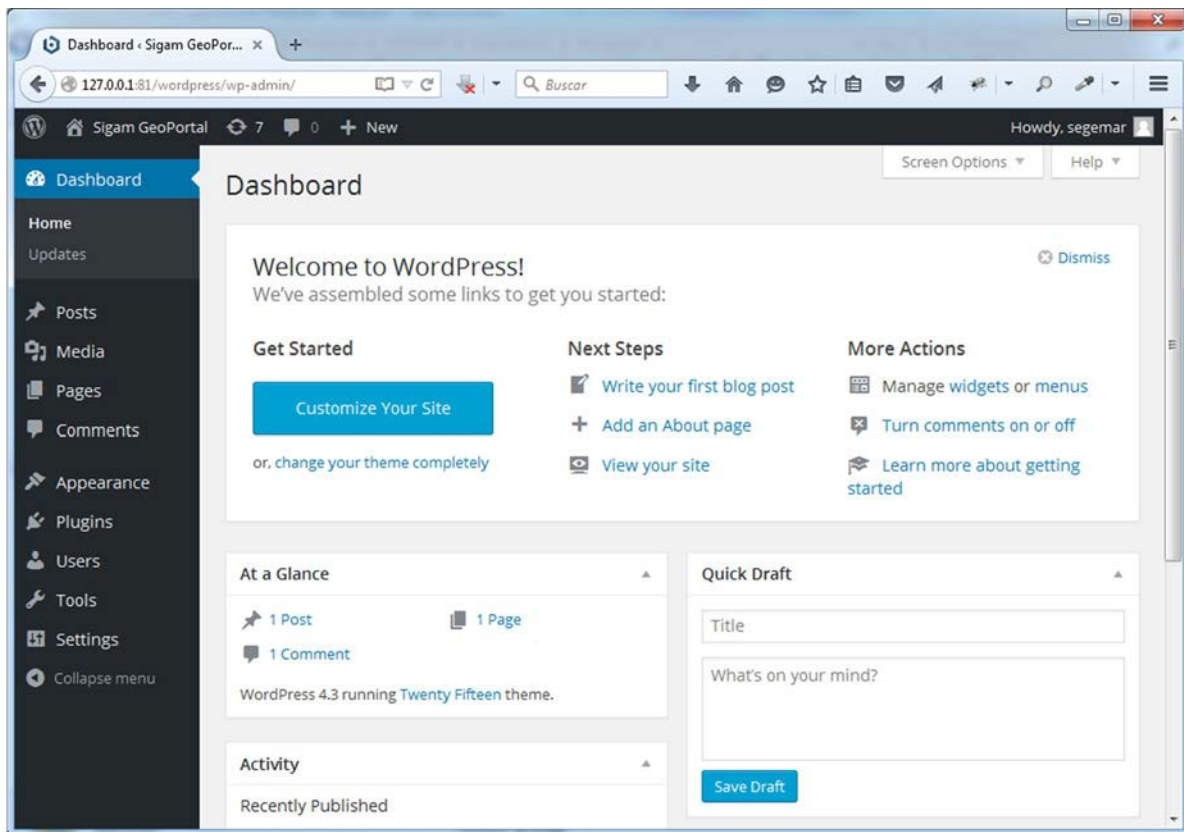 Dashboard ‹ Sigam GeoPor...
127.0.0.1:81/wordpress/wp-admin/
Buscar
Sigam GeoPortal 7 0 + New
Howdy, segemar
Screen Options
Help
Dashboard
Home
Updates
Posts
Media
Pages
Comments
Appearance
Plugins
Users
Tools
Settings
Collapse menu
Dashboard
Welcome to WordPress!
Dismiss
We've assembled some links to get you started:
Get Started
Customize Your Site
or, change your theme completely
Next Steps
Write your first blog post
Add an About page
View your site
More Actions
Manage widgets or menus
Turn comments on or off
Learn more about getting
started
At a Glance
1 Post
1 Page
1 Comment
WordPress 4.3 running Twenty Fifteen theme.
Activity
Recently Published
Quick Draft
Title
What's on your mind?
Save Draft